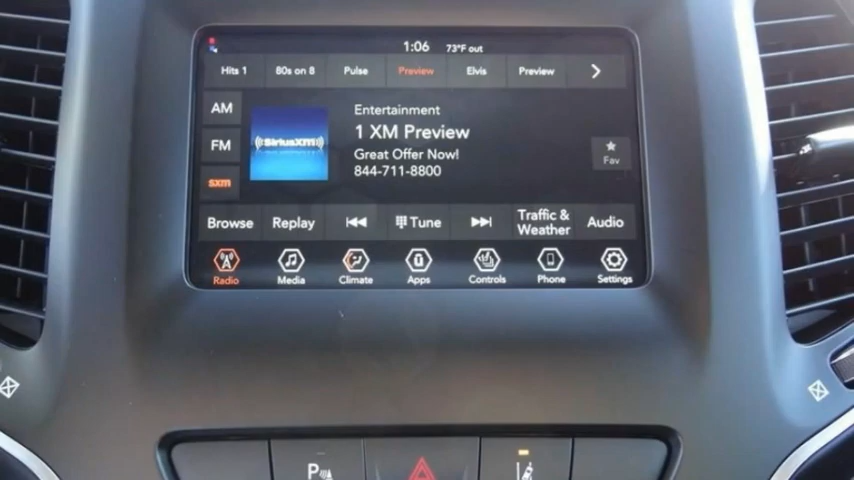 1:06 73°F out
Hits 1 80s on 8 Pulse Preview Elvis Preview
AM
FM
sxm
((SiriusXM))
Entertainment
1 XM Preview
Great Offer Now!
844-711-8800
Fav
Browse Replay Tune Traffic & Weather Audio
Radio Media Climate Apps Controls Phone Settings
P